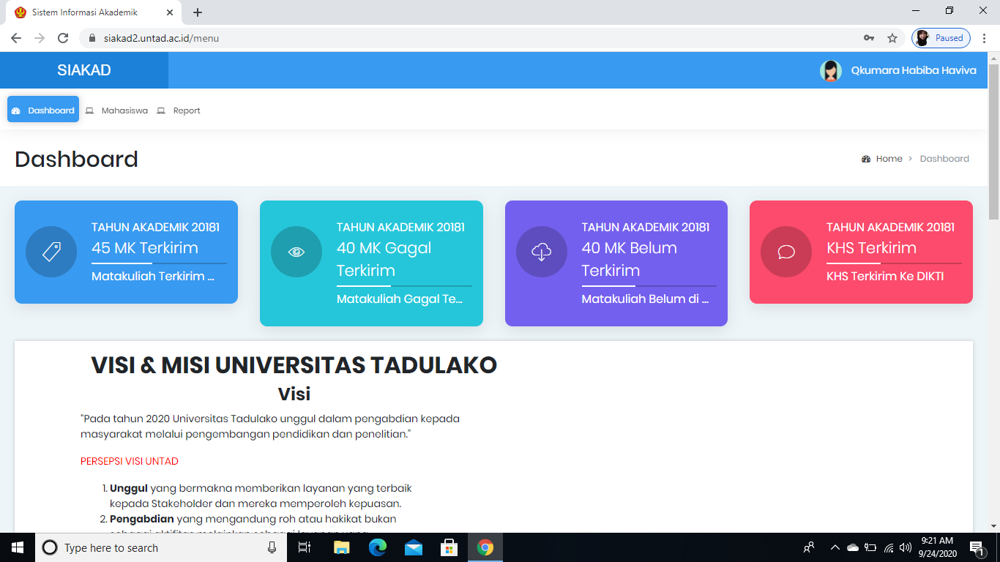 Sistem Informasi Akademik
siakad2.untad.ac.id/menu
Paused
SIAKAD
Qkumara Habiba Haviva
Dashboard
Mahasiswa
Report
Dashboard
Home > Dashboard
TAHUN AKADEMIK 20181
45 MK Terkirim
Matakuliah Terkirim ...
TAHUN AKADEMIK 20181
40 MK Gagal
Terkirim
Matakuliah Gagal Te...
TAHUN AKADEMIK 20181
40 MK Belum
Terkirim
Matakuliah Belum di ...
TAHUN AKADEMIK 20181
KHS Terkirim
KHS Terkirim Ke DIKTI
VISI & MISI UNIVERSITAS TADULAKO
Visi
"Pada tahun 2020 Universitas Tadulako unggul dalam pengabdian kepada
masyarakat melalui pengembangan pendidikan dan penelitian."
PERSEPSI VISI UNTAD
1. Unggul yang bermakna memberikan layanan yang terbaik
kepada Stakeholder dan mereka memperoleh kepuasan.
2. Pengabdian yang mengandung roh atau hakikat bukan
Type here to search
9:21 AM
9/24/2020
1